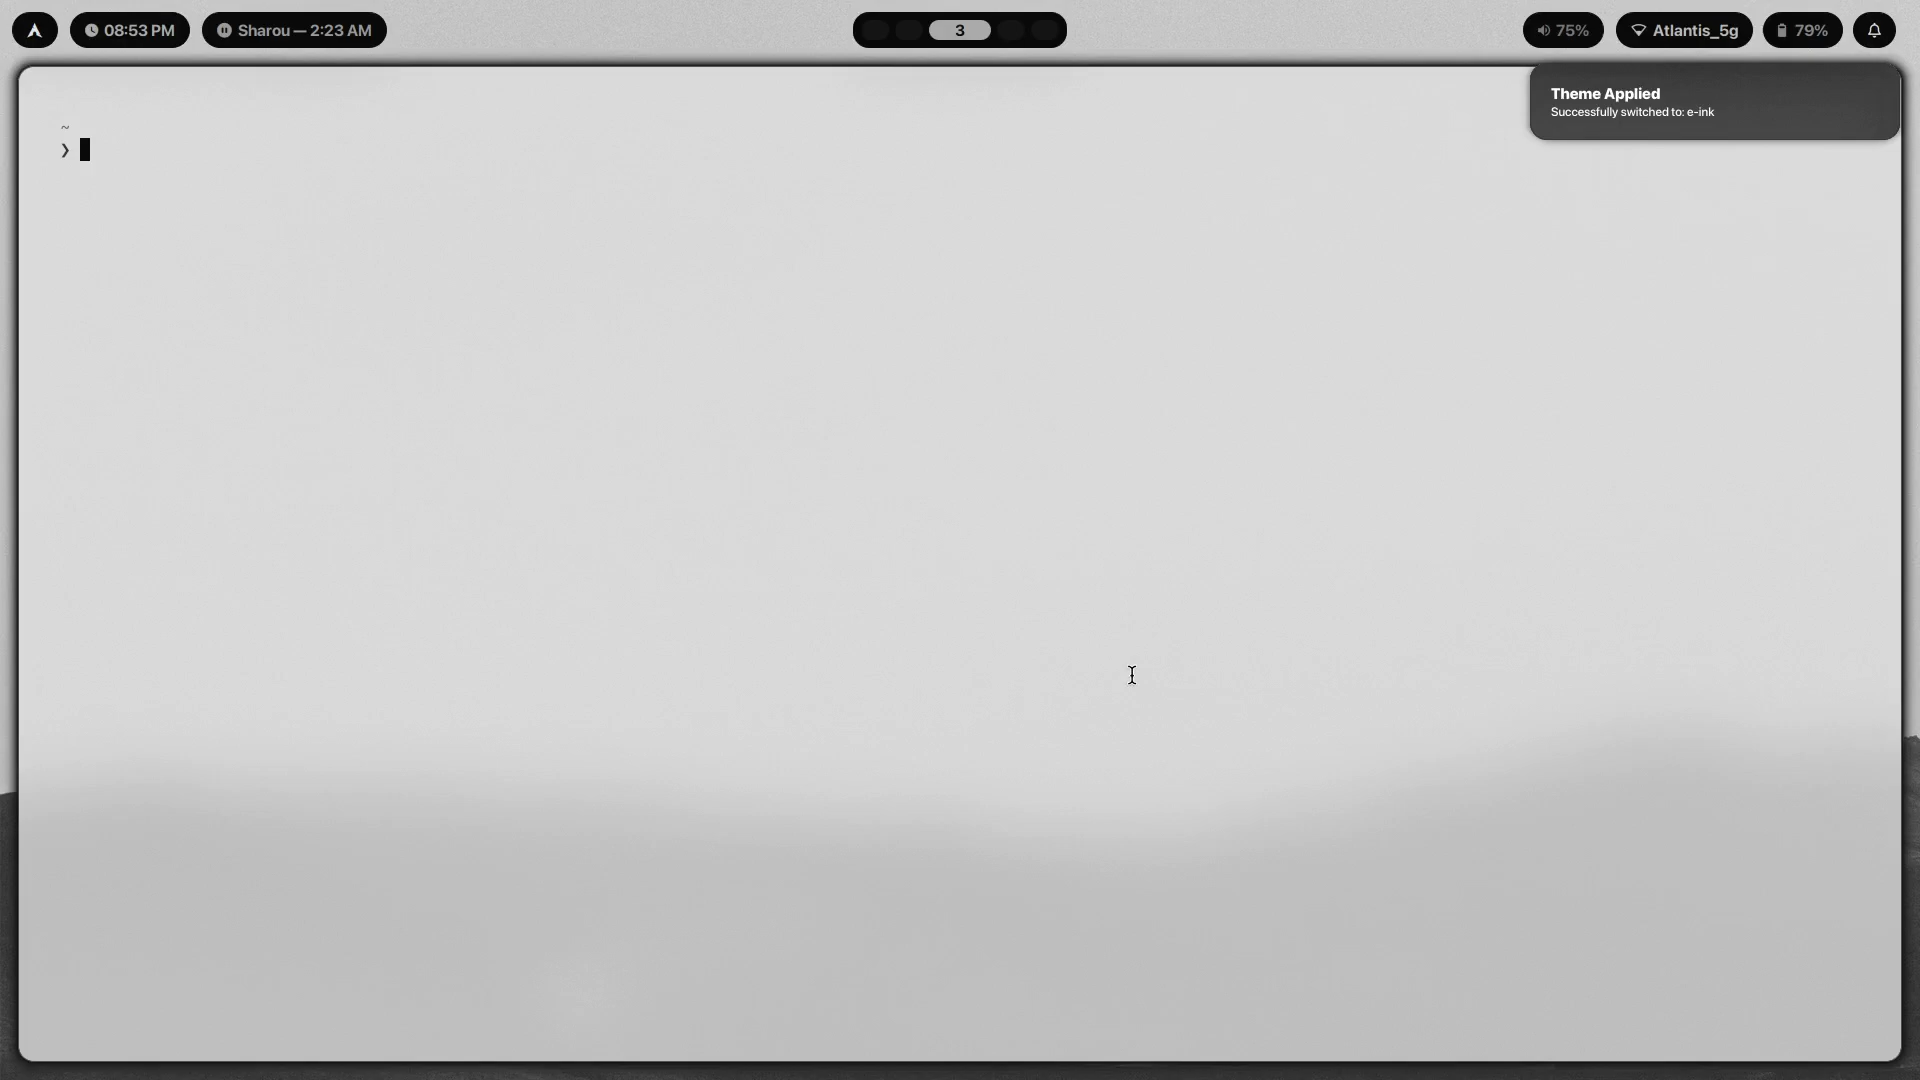 08:53 PM
Sharou — 2:23 AM
3
75%
Atlantis_5g
79%
Theme Applied
Successfully switched to: e-ink
~
❯